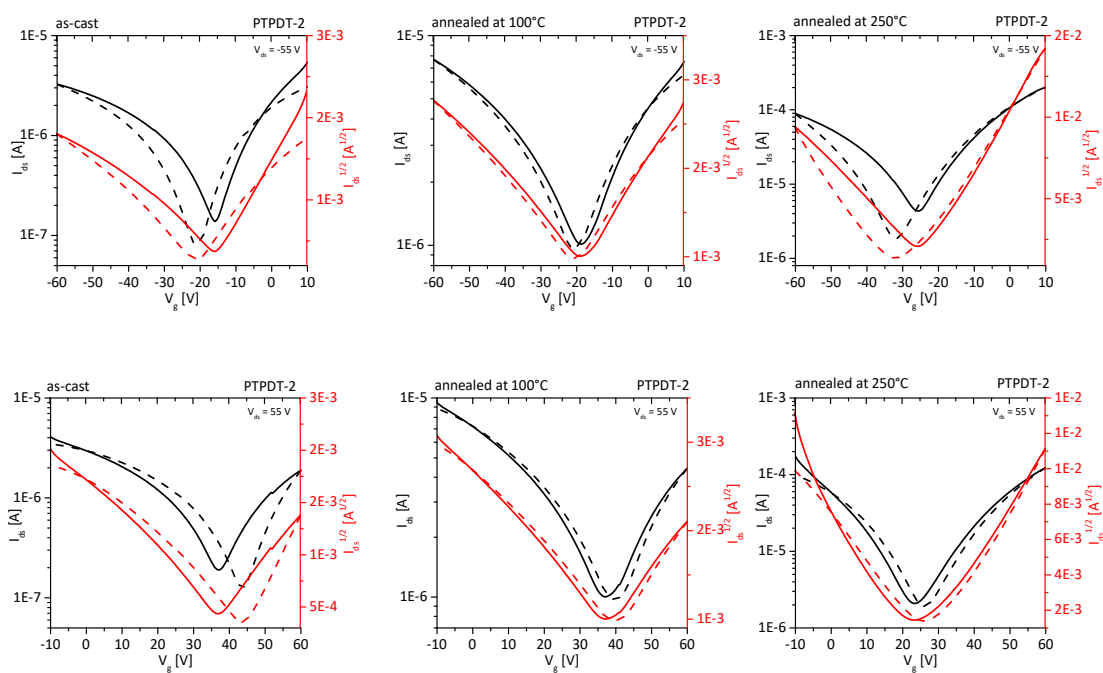 as-cast PTPDT-2
V_ds = -55 V
1E-5
1E-6
1E-7
3E-3
2E-3
2E-3
1E-3
I_ds [A]
I_ds^1/2 [A^1/2]
-60 -50 -40 -30 -20 -10 0 10
V_g [V]
annealed at 100°C PTPDT-2
V_ds = -55 V
1E-5
1E-6
3E-3
2E-3
1E-3
I_ds [A]
I_ds^1/2 [A^1/2]
-60 -50 -40 -30 -20 -10 0 10
V_g [V]
annealed at 250°C PTPDT-2
V_ds = -55 V
1E-3
1E-4
1E-5
1E-6
2E-2
1E-2
5E-3
I_ds [A]
I_ds^1/2 [A^1/2]
-60 -50 -40 -30 -20 -10 0 10
V_g [V]
as-cast PTPDT-2
V_ds = 55 V
1E-5
1E-6
1E-7
3E-3
2E-3
2E-3
1E-3
5E-4
I_ds [A]
I_ds^1/2 [A^1/2]
-10 0 10 20 30 40 50 60
V_g [V]
annealed at 100°C PTPDT-2
V_ds = 55 V
1E-5
1E-6
3E-3
2E-3
1E-3
I_ds [A]
I_ds^1/2 [A^1/2]
-10 0 10 20 30 40 50 60
V_g [V]
annealed at 250°C PTPDT-2
V_ds = 55 V
1E-3
1E-4
1E-5
1E-6
1E-2
1E-2
1E-2
8E-3
6E-3
4E-3
2E-3
I_ds [A]
I_ds^1/2 [A^1/2]
-10 0 10 20 30 40 50 60
V_g [V]